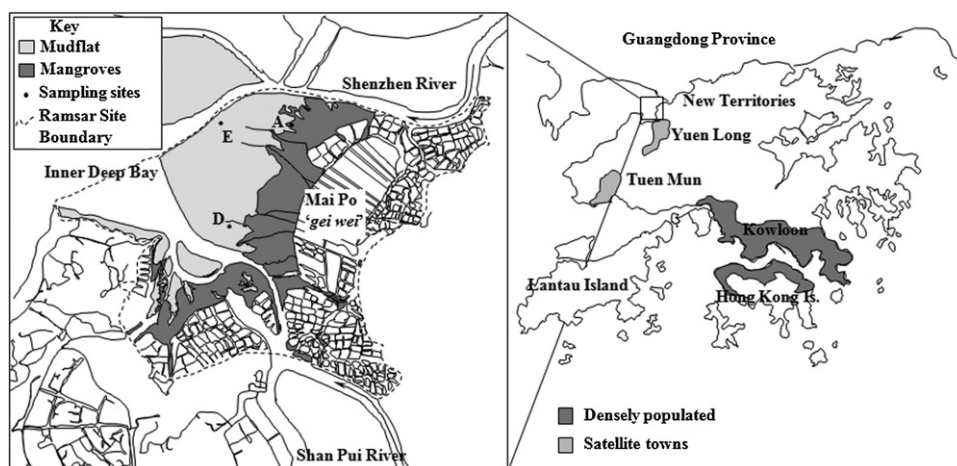 Key
Mudflat
Mangroves
Sampling sites
Ramsar Site
Boundary
Shenzhen River
A
E
Inner Deep Bay
Mai Po
'gei wei'
D
Shan Pui River
Guangdong Province
New Territories
Yuen Long
Tuen Mun
Kowloon
Lantau Island
Hong Kong Is.
Densely populated
Satellite towns